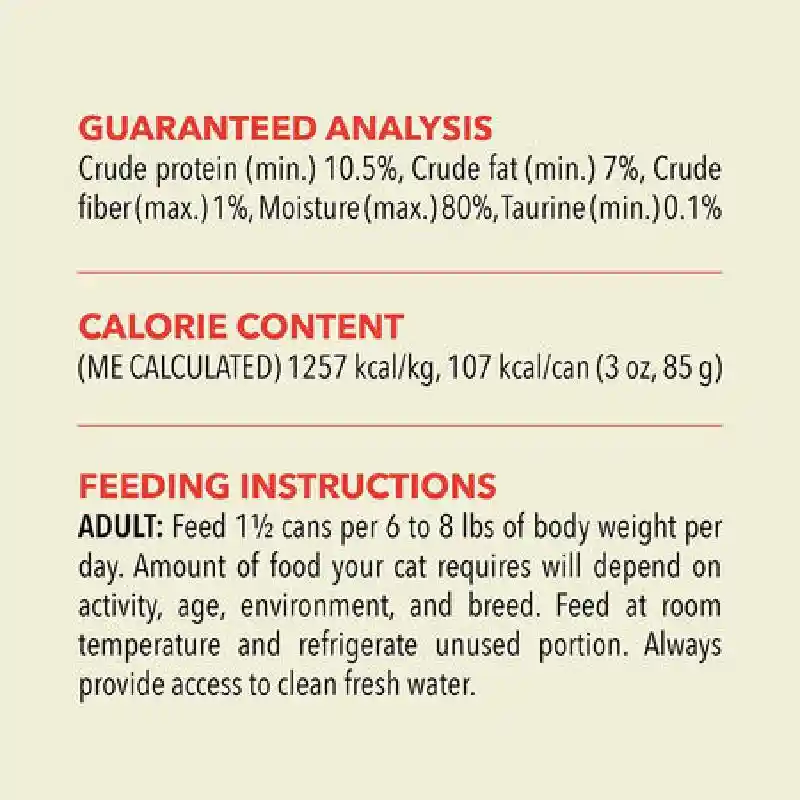 GUARANTEED ANALYSIS
Crude protein (min.) 10.5%, Crude fat (min.) 7%, Crude
fiber (max.) 1%, Moisture (max.) 80%, Taurine (min.) 0.1%
CALORIE CONTENT
(ME CALCULATED) 1257 kcal/kg, 107 kcal/can (3 oz, 85 g)
FEEDING INSTRUCTIONS
ADULT: Feed 1½ cans per 6 to 8 lbs of body weight per
day. Amount of food your cat requires will depend on
activity, age, environment, and breed. Feed at room
temperature and refrigerate unused portion. Always
provide access to clean fresh water.